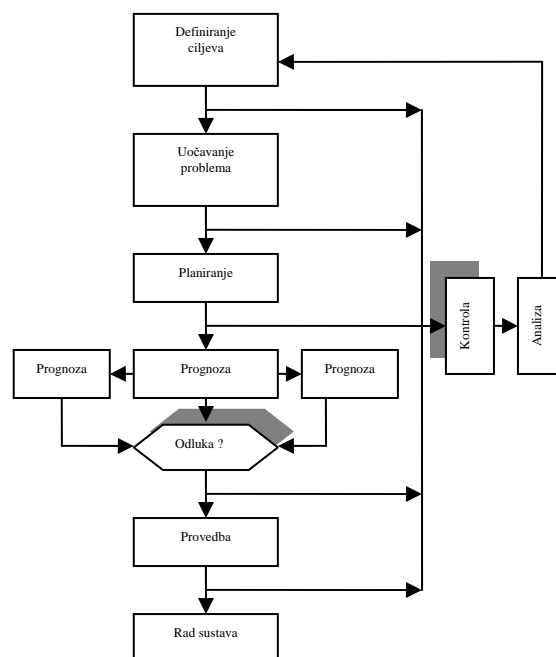 Definiranje
ciljeva
Uočavanje
problema
Planiranje
Kontrola
Analiza
Prognoza
Prognoza
Prognoza
Odluka ?
Provedba
Rad sustava